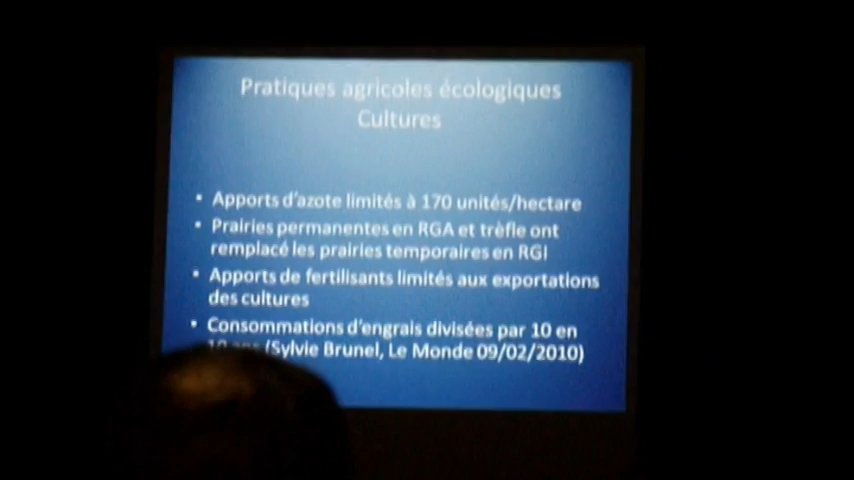 Pratiques agricoles écologiques
Cultures
• Apports d'azote limités à 170 unités/hectare
• Prairies permanentes en RGA et trèfle ont
remplacé les prairies temporaires en RGI
• Apports de fertilisants limités aux exportations
des cultures
• Consommations d'engrais divisées par 10 en
10 ans (Sylvie Brunel, Le Monde 09/02/2010)